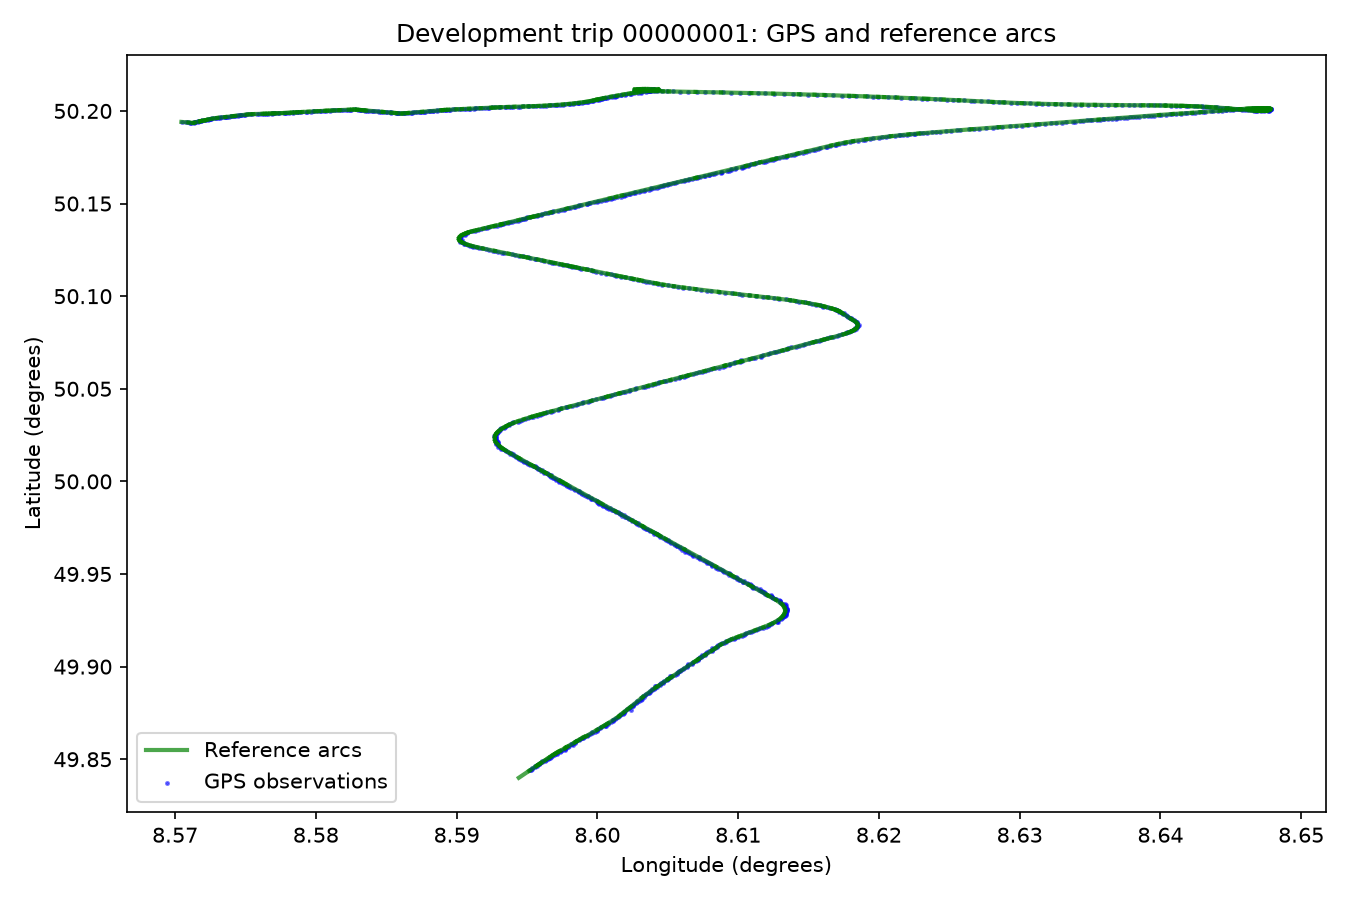 Development trip 00000001: GPS and reference arcs
Latitude (degrees)
50.20
50.15
50.10
50.05
50.00
49.95
49.90
49.85
Reference arcs
GPS observations
8.57 8.58 8.59 8.60 8.61 8.62 8.63 8.64 8.65
Longitude (degrees)